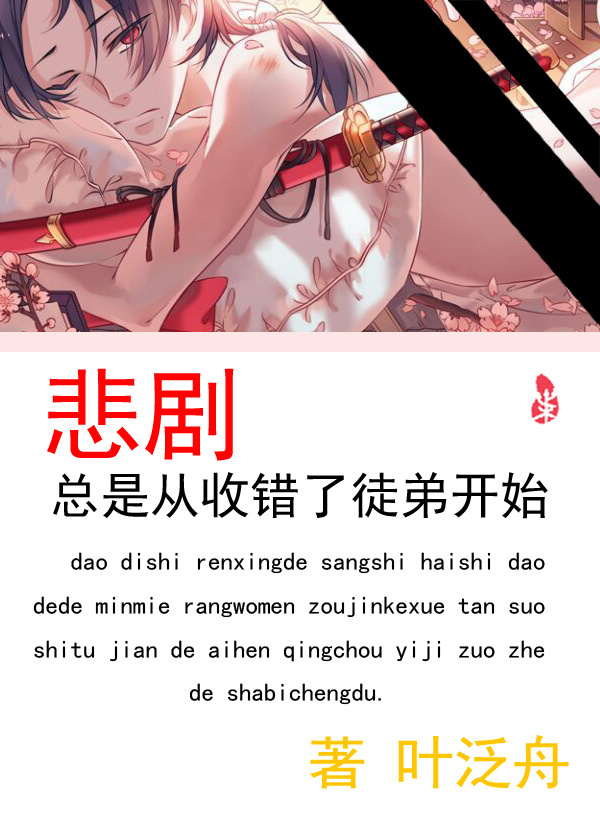 悲剧
总是从收错了徒弟开始
dao dishi renxingde sangshi haishi dao
dede minmie rangwomen zoujinkexue tan suo
shitu jian de aihen qingchou yiji zuo zhe
de shabichengdu.
著 叶泛舟